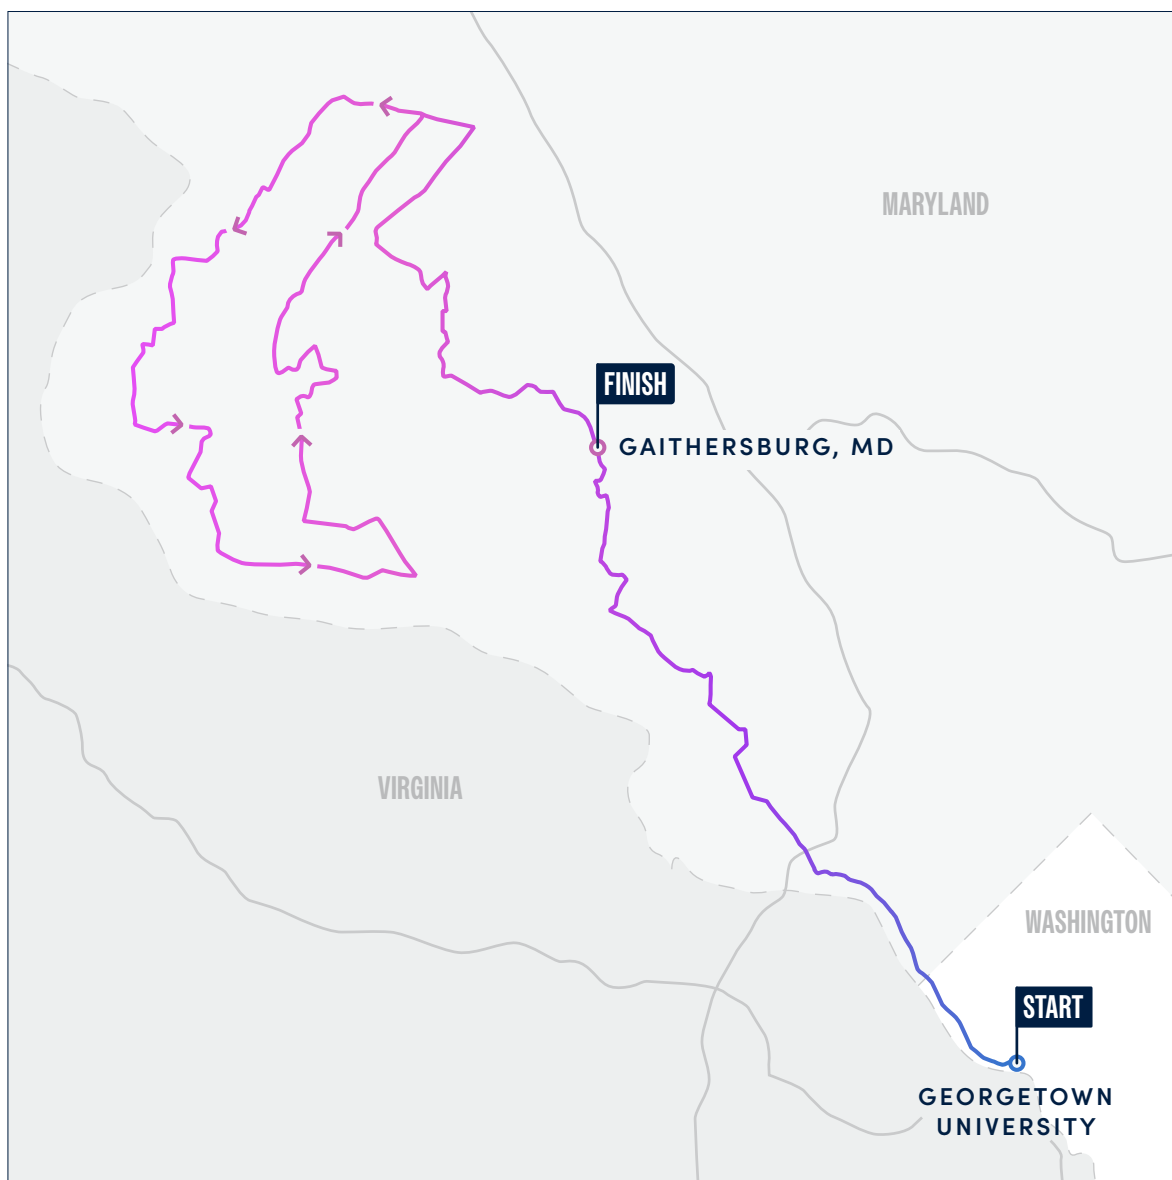 MARYLAND
FINISH
GAITHERSBURG, MD
VIRGINIA
WASHINGTON
START
GEORGETOWN
UNIVERSITY